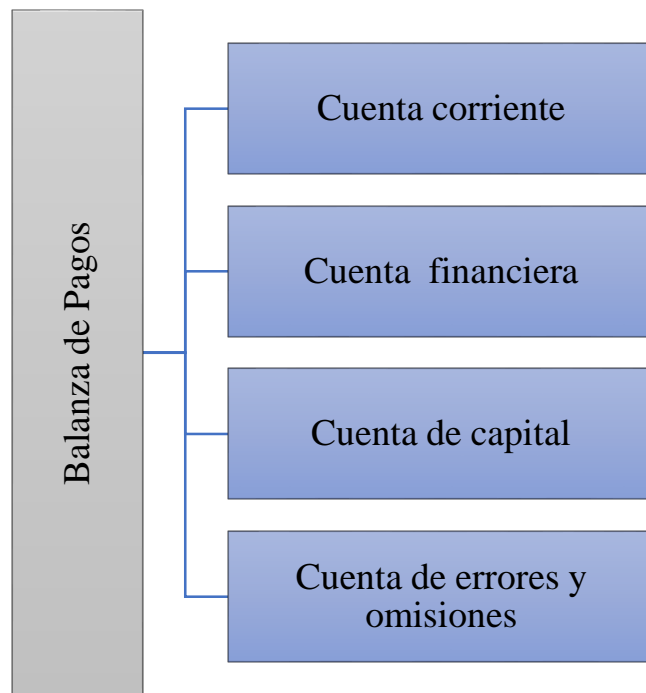 Balanza de Pagos
Cuenta corriente
Cuenta financiera
Cuenta de capital
Cuenta de errores y
omisiones